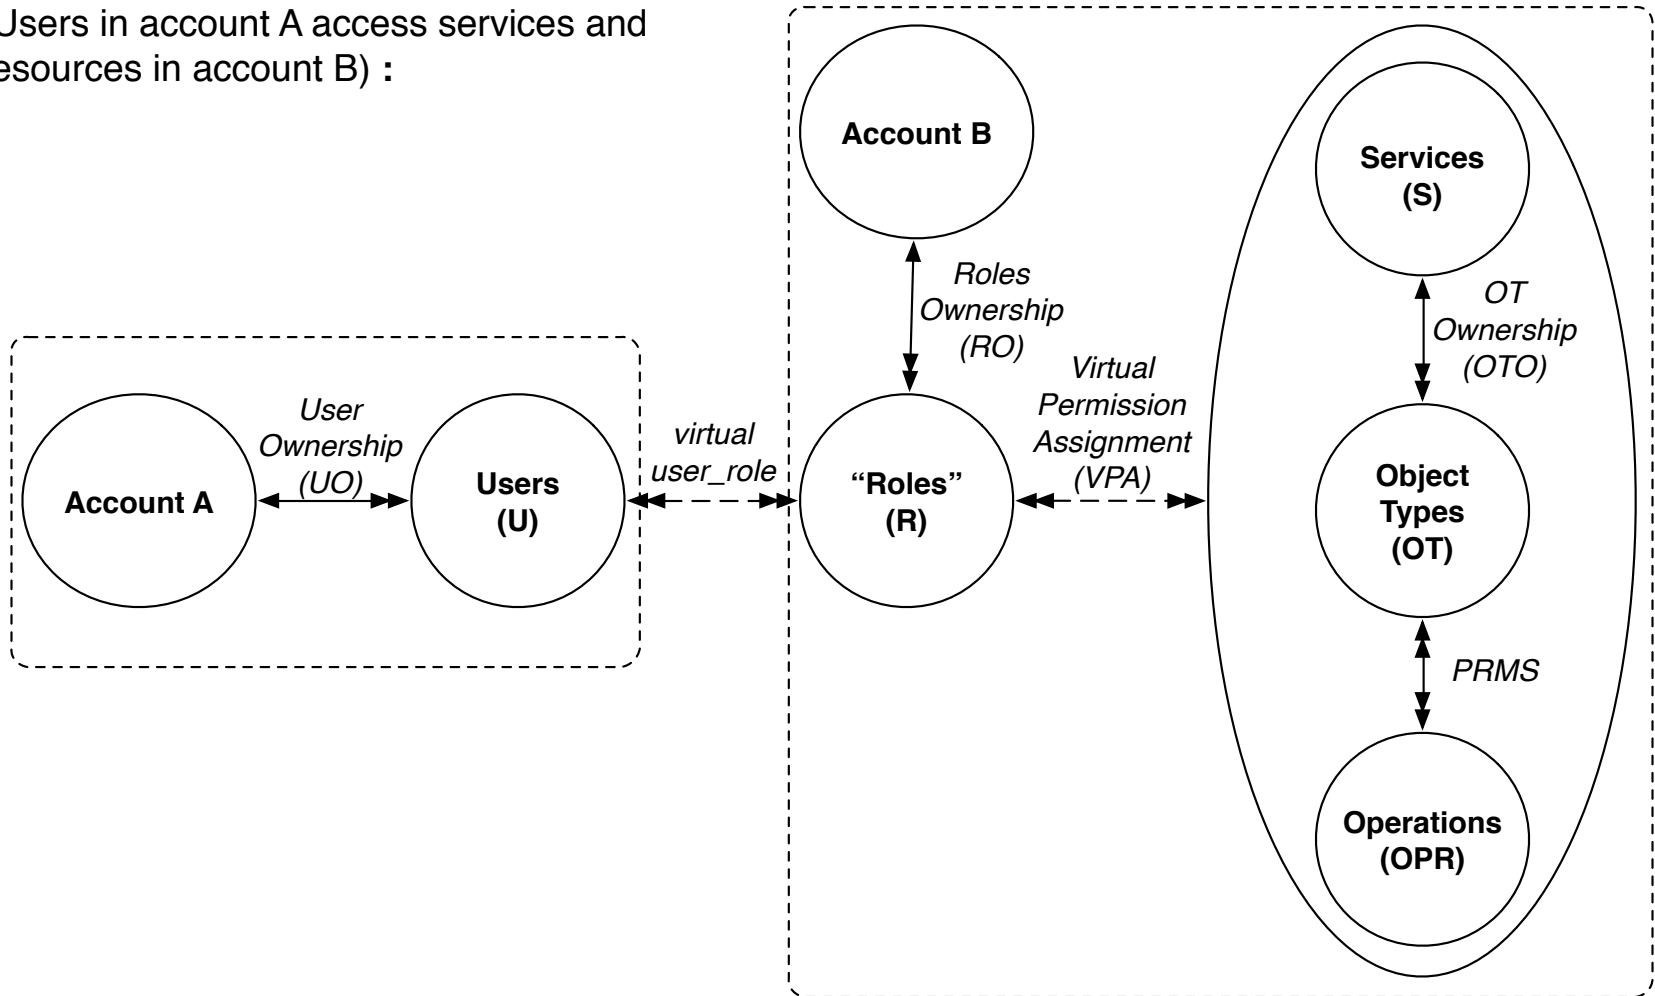 Users in account A access services and
esources in account B) :
Account B
Services
(S)
Roles
Ownership
(RO)
OT
Ownership
(OTO)
Virtual
Permission
Assignment
(VPA)
User
Ownership
(UO)
virtual
user_role
Account A
Users
(U)
“Roles”
(R)
Object
Types
(OT)
PRMS
Operations
(OPR)